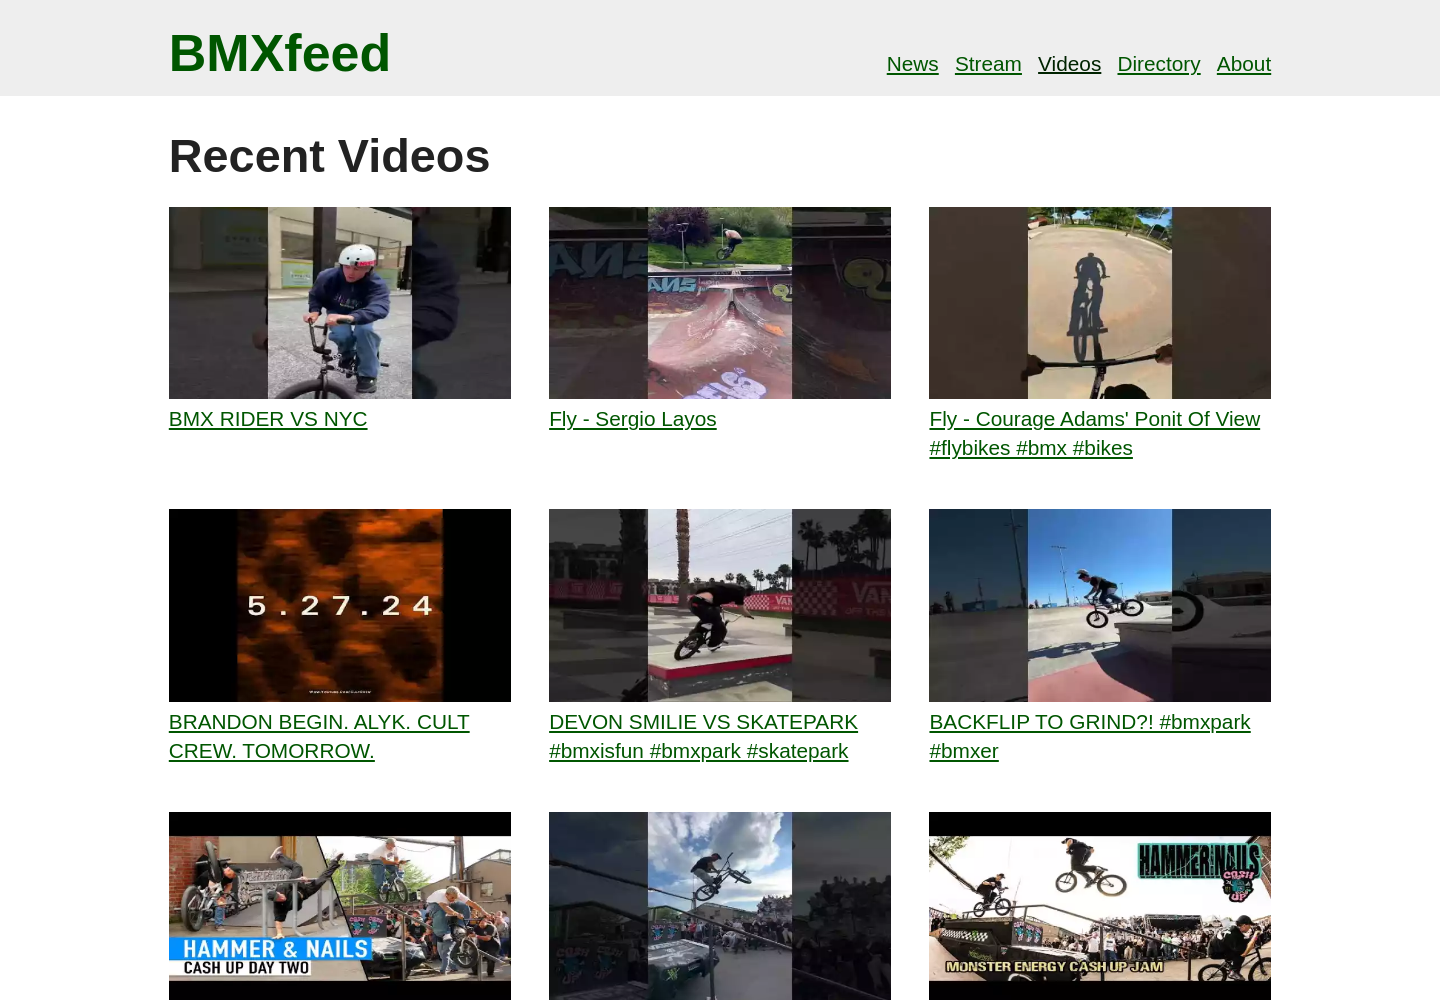 BMXfeed
News Stream Videos Directory About
Recent Videos
BMX RIDER VS NYC
Fly - Sergio Layos
Fly - Courage Adams' Ponit Of View
#flybikes #bmx #bikes
5.27.24
BRANDON BEGIN. ALYK. CULT
CREW. TOMORROW.
DEVON SMILIE VS SKATEPARK
#bmxisfun #bmxpark #skatepark
BACKFLIP TO GRIND?! #bmxpark
#bmxer
HAMMER & NAILS
CASH UP DAY TWO
HAMMER NAILS
CASH UP
MONSTER ENERGY CASH UP JAM